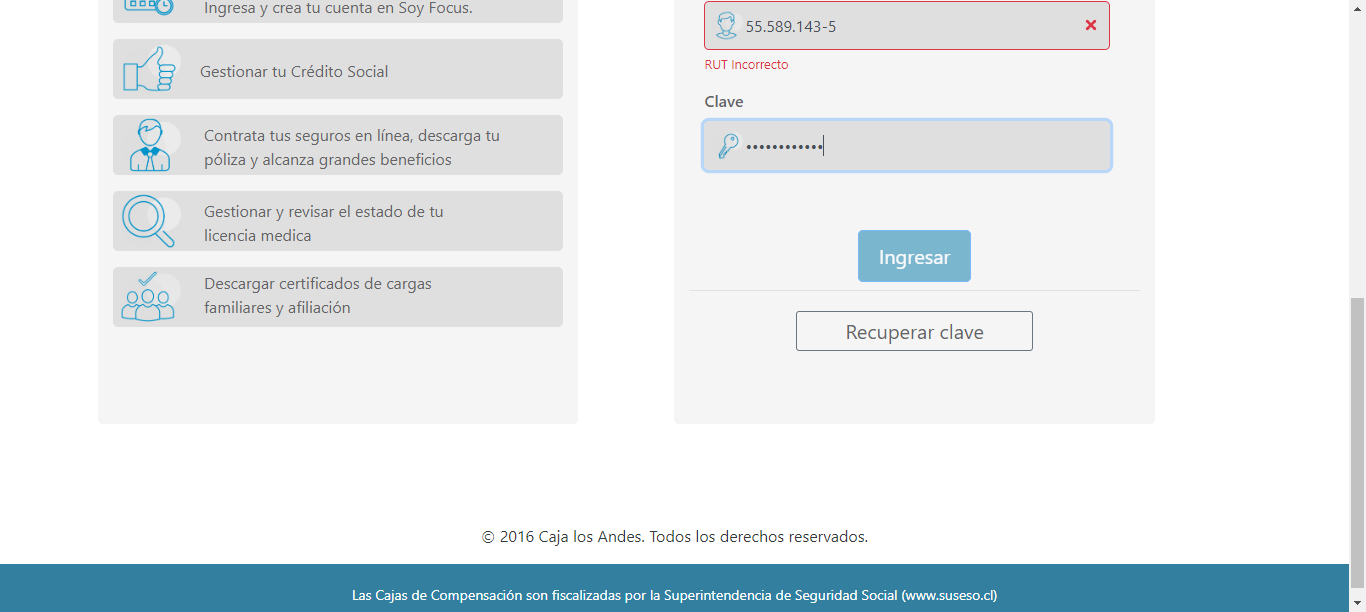 Ingresa y crea tu cuenta en Soy Focus.
Gestionar tu Crédito Social
Contrata tus seguros en línea, descarga tu
póliza y alcanza grandes beneficios
Gestionar y revisar el estado de tu
licencia medica
Descargar certificados de cargas
familiares y afiliación
55.589.143-5
RUT Incorrecto
Clave
••••••••••••
Ingresar
Recuperar clave
© 2016 Caja los Andes. Todos los derechos reservados.
Las Cajas de Compensación son fiscalizadas por la Superintendencia de Seguridad Social (www.suseso.cl)